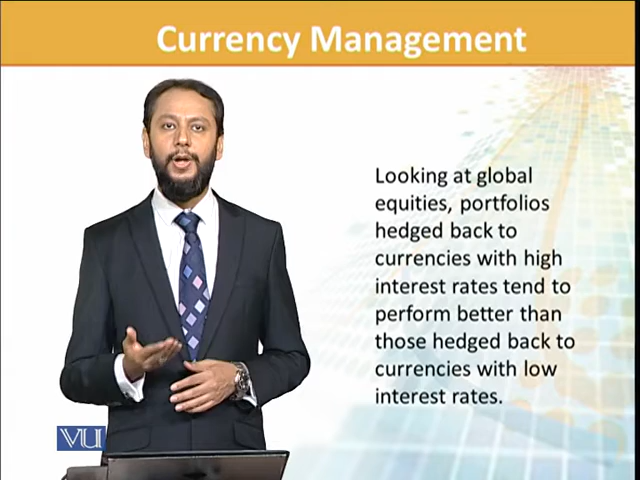 Currency Management
Looking at global
equities, portfolios
hedged back to
currencies with high
interest rates tend to
perform better than
those hedged back to
currencies with low
interest rates.
VU